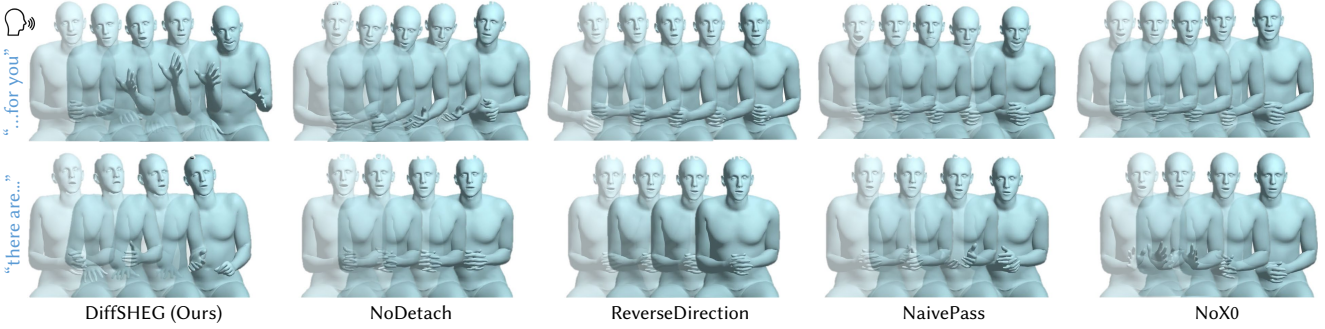 "...for you"
"there are..."
DiffSHEG (Ours)
NoDetach
ReverseDirection
NaivePass
NoX0